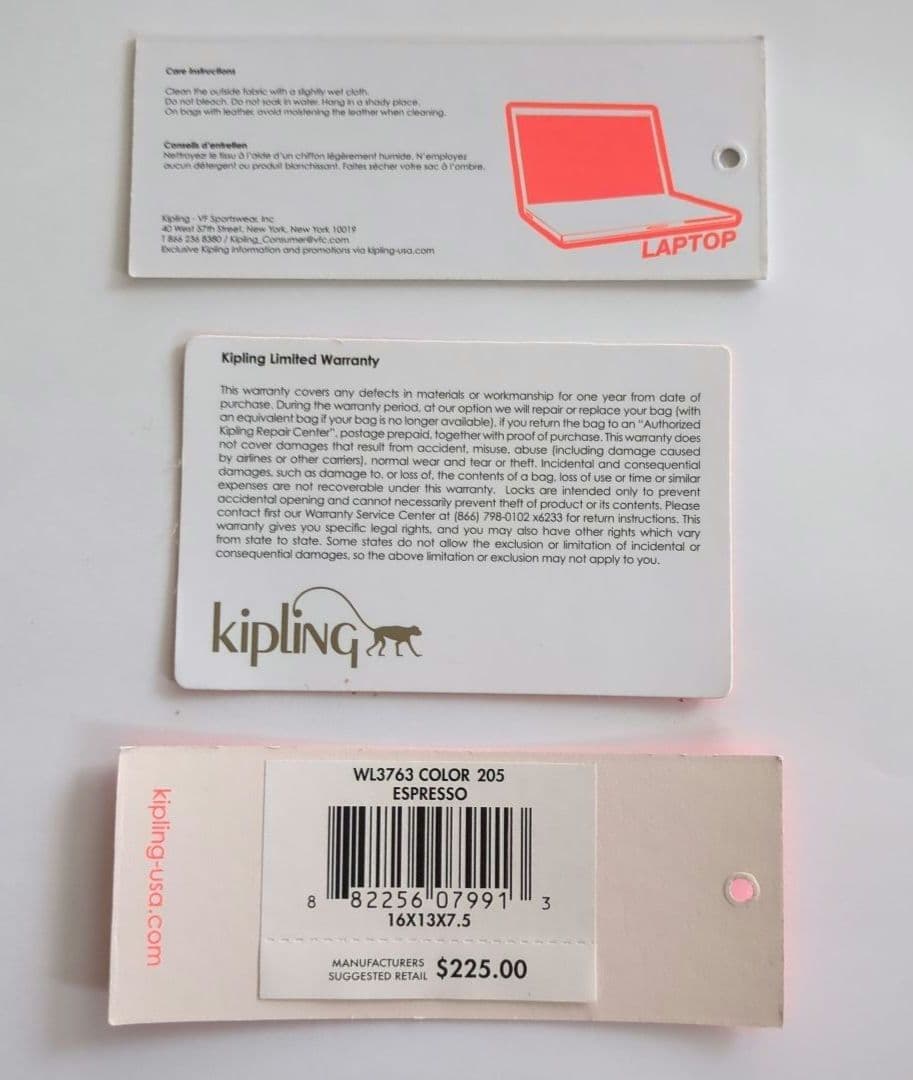 Care Instructions
Clean the outside fabric with a slightly wet cloth.
Do not bleach. Do not soak in water. Hang in a shady place.
On bags with leather, avoid moistening the leather when cleaning.
Conseils d'entretien
Nettoyez le tissu à l'aide d'un chiffon légèrement humide. N'employez
aucun détergent ou produit blanchissant. Faites sécher votre sac à l'ombre.
Kipling - VF Sportswear, Inc
40 West 57th Street, New York, New York 10019
T 866 236 8380 / Kipling_Consumer@vfc.com
Exclusive Kipling information and promotions via kipling-usa.com
LAPTOP
Kipling Limited Warranty
This warranty covers any defects in materials or workmanship for one year from date of
purchase. During the warranty period, at our option we will repair or replace your bag (with
an equivalent bag if your bag is no longer available), if you return the bag to an "Authorized
Kipling Repair Center", postage prepaid, together with proof of purchase. This warranty does
not cover damages that result from accident, misuse, abuse (including damage caused
by airlines or other carriers), normal wear and tear or theft. Incidental and consequential
damages, such as damage to, or loss of, the contents of a bag, loss of use or time or similar
expenses are not recoverable under this warranty. Locks are intended only to prevent
accidental opening and cannot necessarily prevent theft of product or its contents. Please
contact first our Warranty Service Center at (866) 798-0102 x6233 for return instructions. This
warranty gives you specific legal rights, and you may also have other rights which vary
from state to state. Some states do not allow the exclusion or limitation of incidental or
consequential damages, so the above limitation or exclusion may not apply to you.
kipling
kipling-usa.com
WL3763 COLOR 205
ESPRESSO
8 82256 07991 3
16X13X7.5
MANUFACTURERS
SUGGESTED RETAIL $225.00